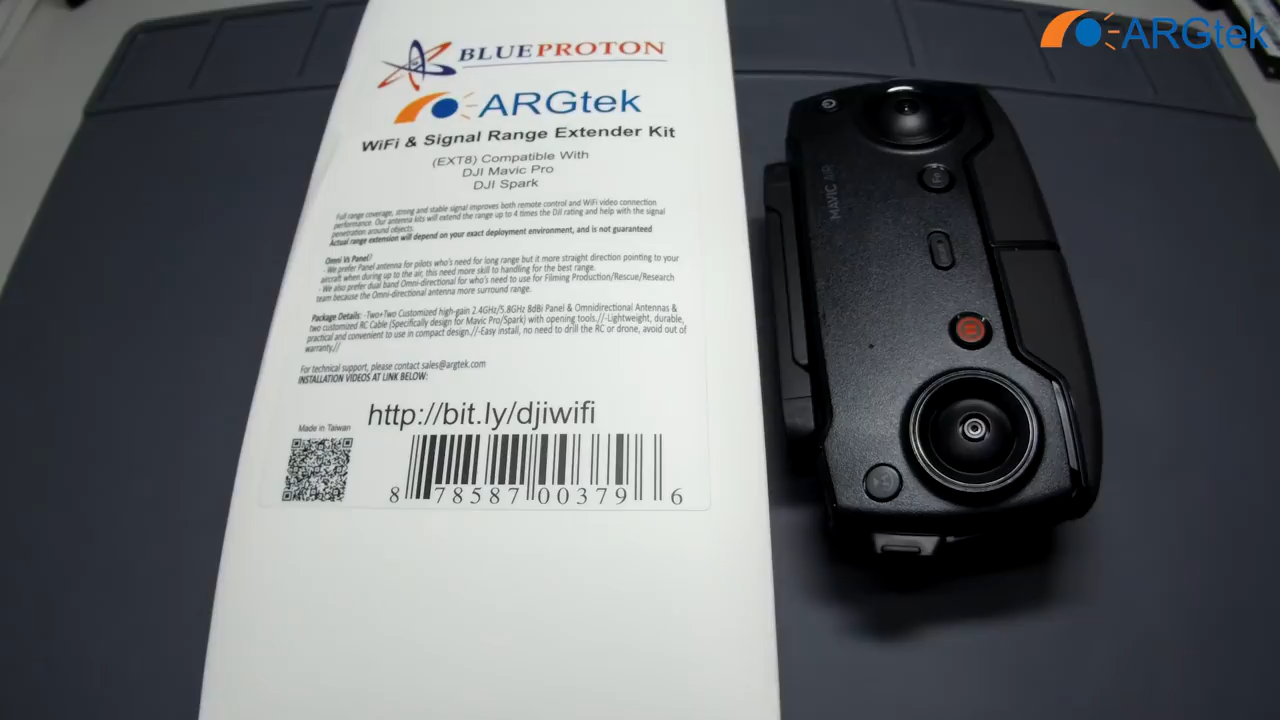 ARGtek
BLUEPROTON
ARGtek
WiFi & Signal Range Extender Kit
(EXT8) Compatible With
DJI Mavic Pro
DJI Spark
Full range coverage, strong and stable signal improves both remote control and WiFi video connection
performance. Our antenna kits will extend the range up to 4 times the DJI rating and help with the signal
penetration around objects.
Actual range extension will depend on your exact deployment environment, and is not guaranteed
Omni Vs Panel?
- We prefer Panel antenna for pilots who's need for long range but it more straight direction pointing to your
aircraft when during up to the air, this need more skill to handling for the best range.
- We also prefer dual band Omni-directional for who's need to use for Filming Production/Rescue/Research
team because the Omni-directional antenna more surround range.
Package Details: -Two+Two Customized high-gain 2.4GHz/5.8GHz 8dBi Panel & Omnidirectional Antennas &
two customized RC Cable (Specifically design for Mavic Pro/Spark) with opening tools.//-Lightweight, durable,
practical and convenient to use in compact design.//-Easy install, no need to drill the RC or drone, avoid out of
warranty.//
For technical support, please contact sales@argtek.com
INSTALLATION VIDEOS AT LINK BELOW:
http://bit.ly/djiwifi
Made in Taiwan
8 78587 00379 6
MAVIC AIR
Fn